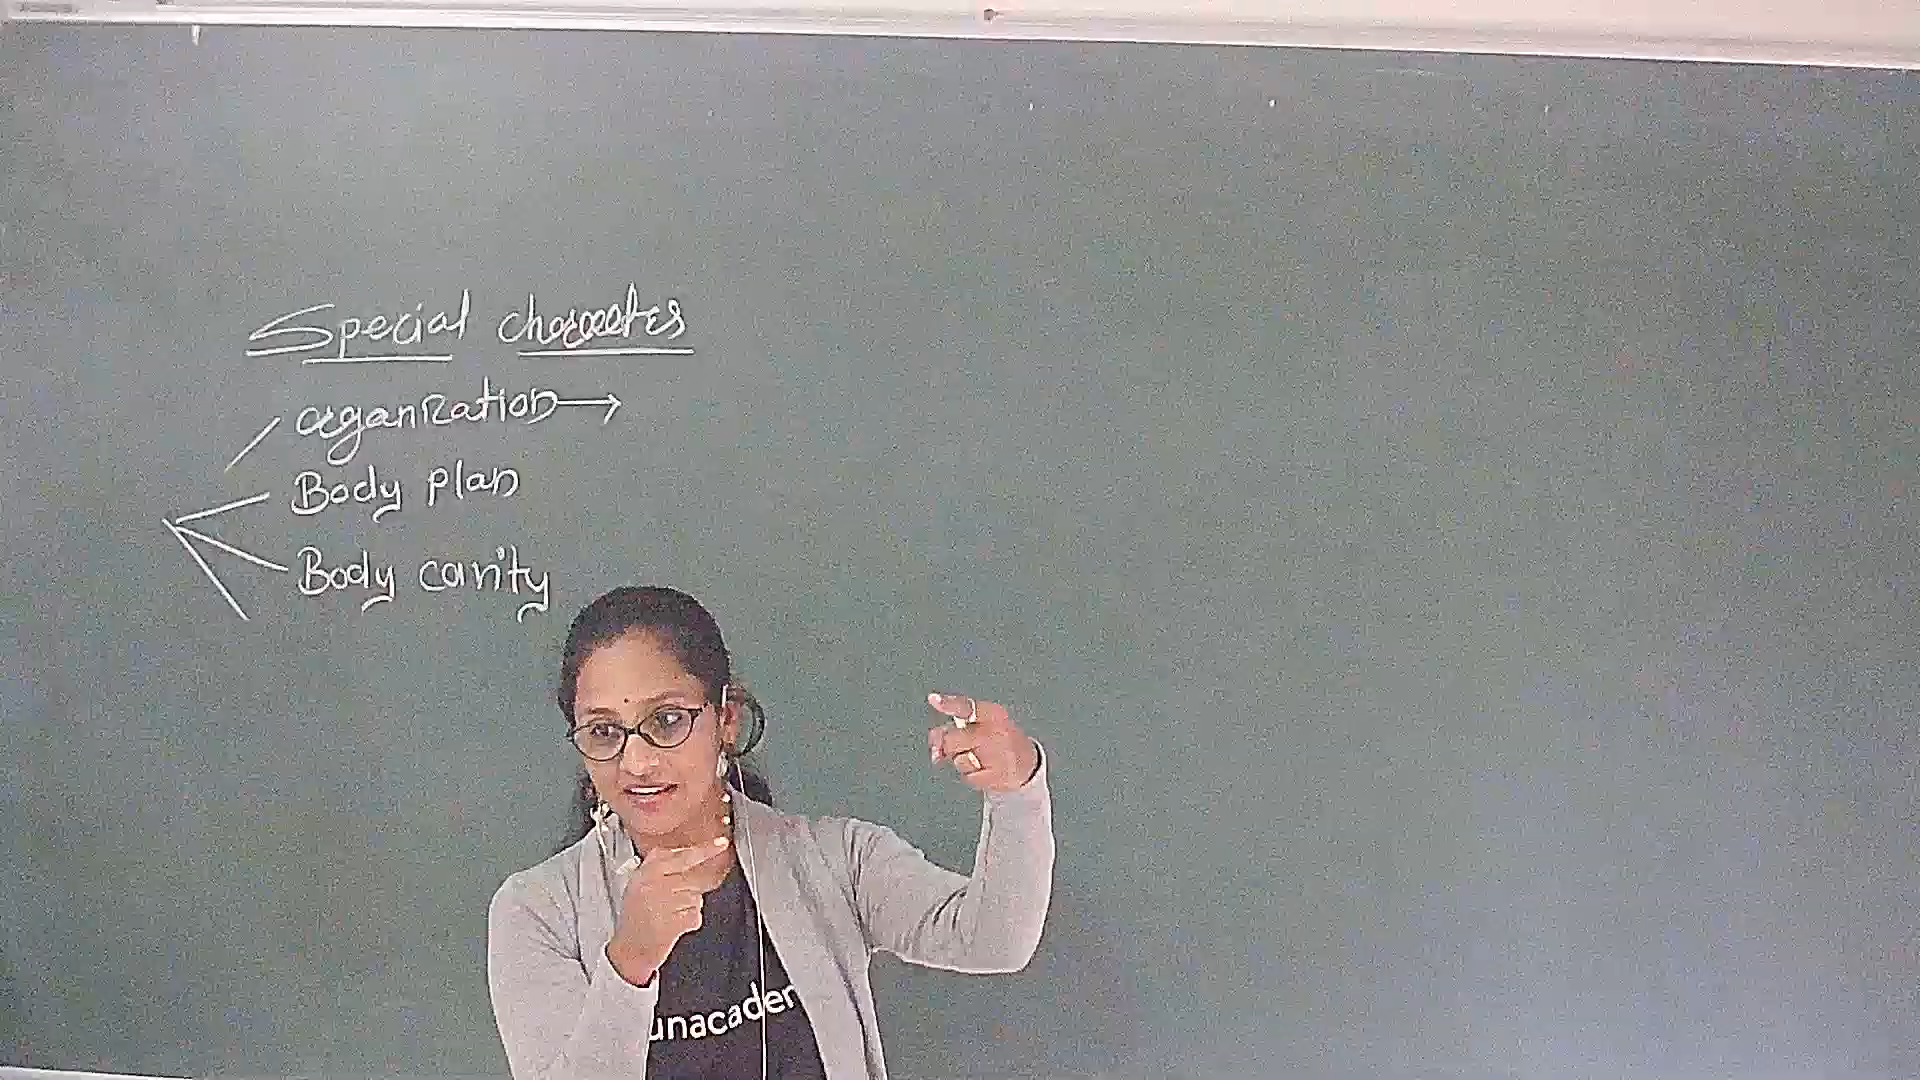 Special characters
organization →
Body plan
Body cavity
unacadem